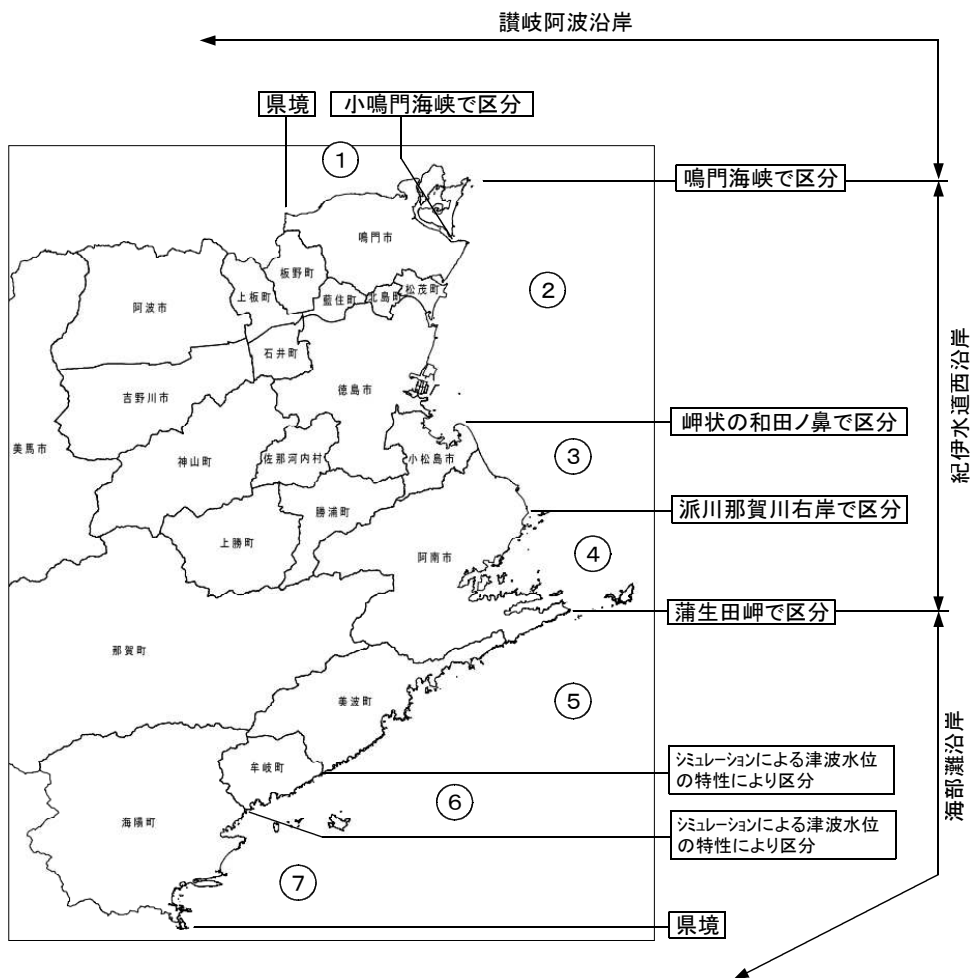 讃岐阿波沿岸
県境
小鳴門海峡で区分
①
鳴門海峡で区分
鳴門市
板野町
②
上板町
藍住町
北島町
松茂町
阿波市
石井町
徳島市
吉野川市
岬状の和田ノ鼻で区分
美馬市
神山町
佐那河内村
小松島市
③
紀伊水道西沿岸
勝浦町
派川那賀川右岸で区分
上勝町
阿南市
④
蒲生田岬で区分
那賀町
美波町
⑤
牟岐町
シミュレーションによる津波水位
の特性により区分
⑥
海部灘沿岸
海陽町
シミュレーションによる津波水位
の特性により区分
⑦
県境